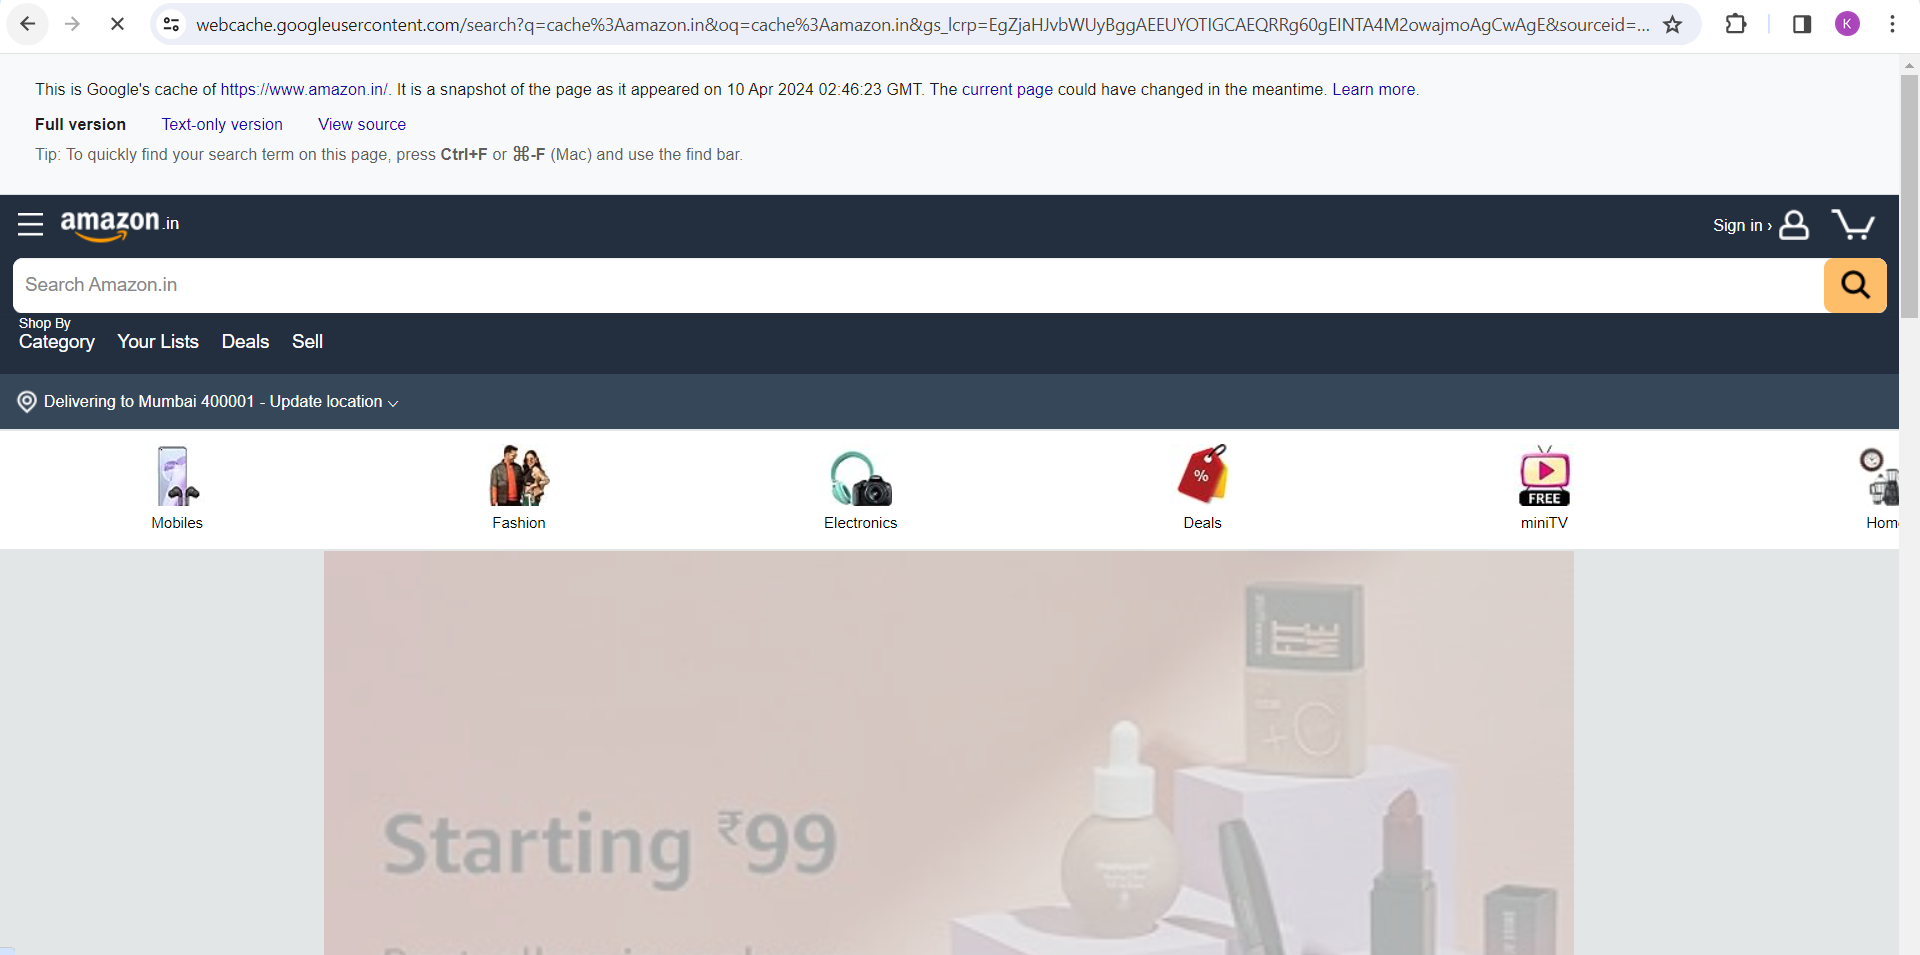 webcache.googleusercontent.com/search?q=cache%3Aamazon.in&oq=cache%3Aamazon.in&gs_lcrp=EgZjaHJvbWUyBggAEEUYOTIGCAEQRRg60gEINTA4M2owajmoAgCwAgE&sourceid=...
K
This is Google's cache of https://www.amazon.in/. It is a snapshot of the page as it appeared on 10 Apr 2024 02:46:23 GMT. The current page could have changed in the meantime. Learn more.
Full version Text-only version View source
Tip: To quickly find your search term on this page, press Ctrl+F or ⌘-F (Mac) and use the find bar.
amazon.in
Sign in ›
Search Amazon.in
Shop By
Category Your Lists Deals Sell
Delivering to Mumbai 400001 - Update location
%
FREE
Mobiles Fashion Electronics Deals miniTV Hom
FIT
ME
Starting ₹99